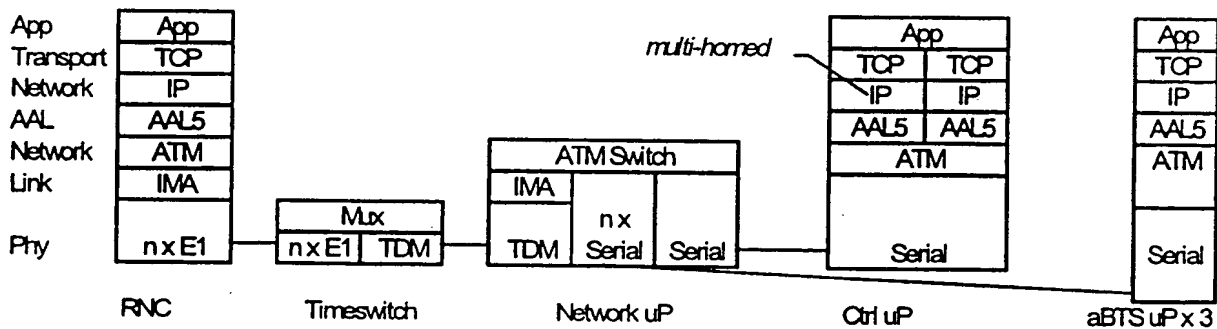 App
Transport
Network
AAL
Network
Link
Phy
App
TCP
IP
AAL5
ATM
IMA
n x E1
RNC
Mux
n x E1 TDM
Timeswitch
ATM Switch
IMA
TDM
n x
Serial
Serial
Network uP
multi-homed
App
TCP TCP
IP IP
AAL5 AAL5
ATM
Serial
Ctrl uP
App
TCP
IP
AAL5
ATM
Serial
aBTS uP x 3